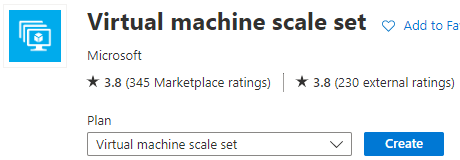 Virtual machine scale set
Add to Fa
Microsoft
★ 3.8 (345 Marketplace ratings) | ★ 3.8 (230 external ratings)
Plan
Virtual machine scale set
Create